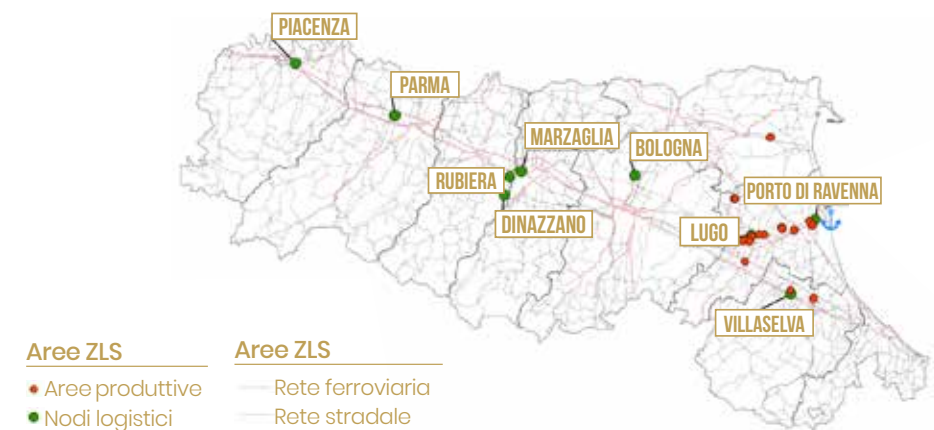 PIACENZA
PARMA
MARZAGLIA
BOLOGNA
RUBIERA
PORTO DI RAVENNA
DINAZZANO
LUGO
VILLASELVA
Aree ZLS
Aree produttive
Nodi logistici
Aree ZLS
Rete ferroviaria
Rete stradale